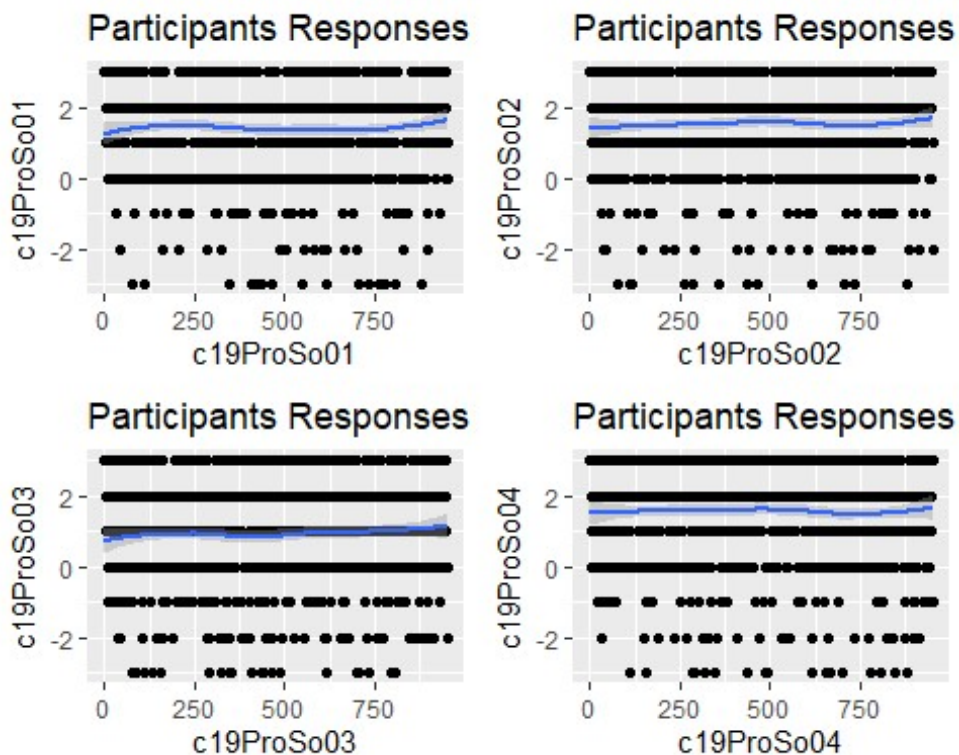 Participants Responses
c19ProSo01
2
0
-2
0 250 500 750
c19ProSo01
Participants Responses
c19ProSo02
2
0
-2
0 250 500 750
c19ProSo02
Participants Responses
c19ProSo03
2
0
-2
0 250 500 750
c19ProSo03
Participants Responses
c19ProSo04
2
0
-2
0 250 500 750
c19ProSo04